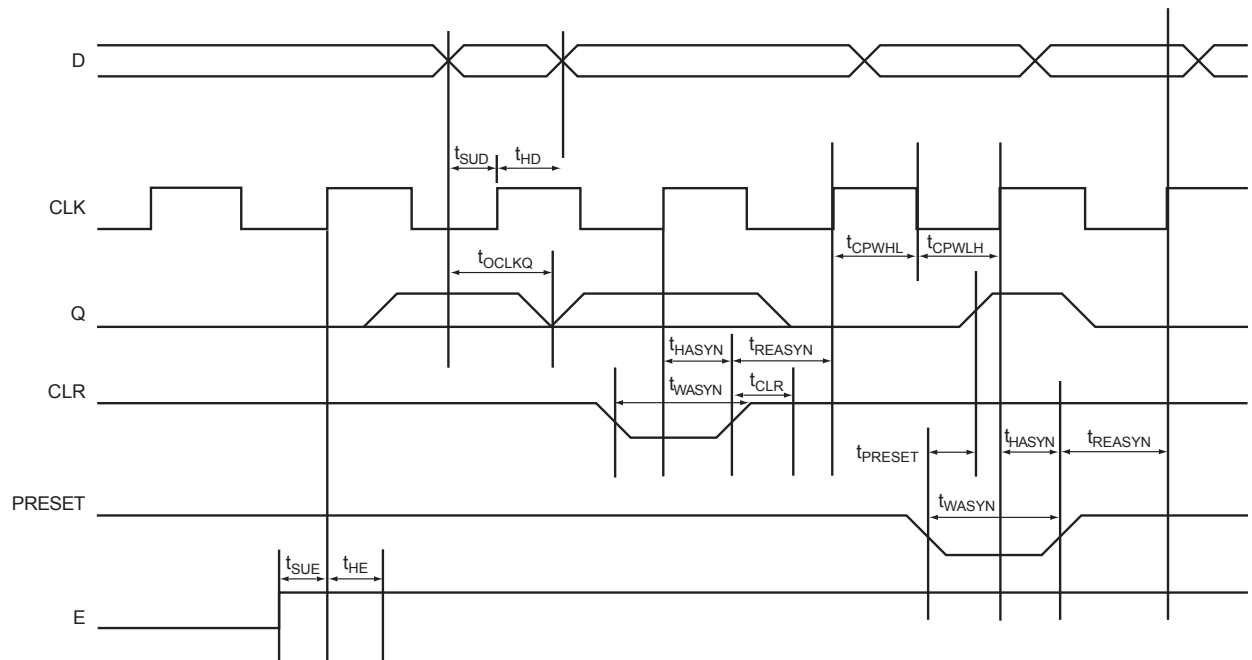 D
tSUD
tHD
CLK
tCPWHL
tCPWLH
tOCLKQ
Q
tHASYN
tREASYN
tWASYN
tCLR
CLR
tPRESET
tHASYN
tREASYN
PRESET
tWASYN
tSUE
tHE
E